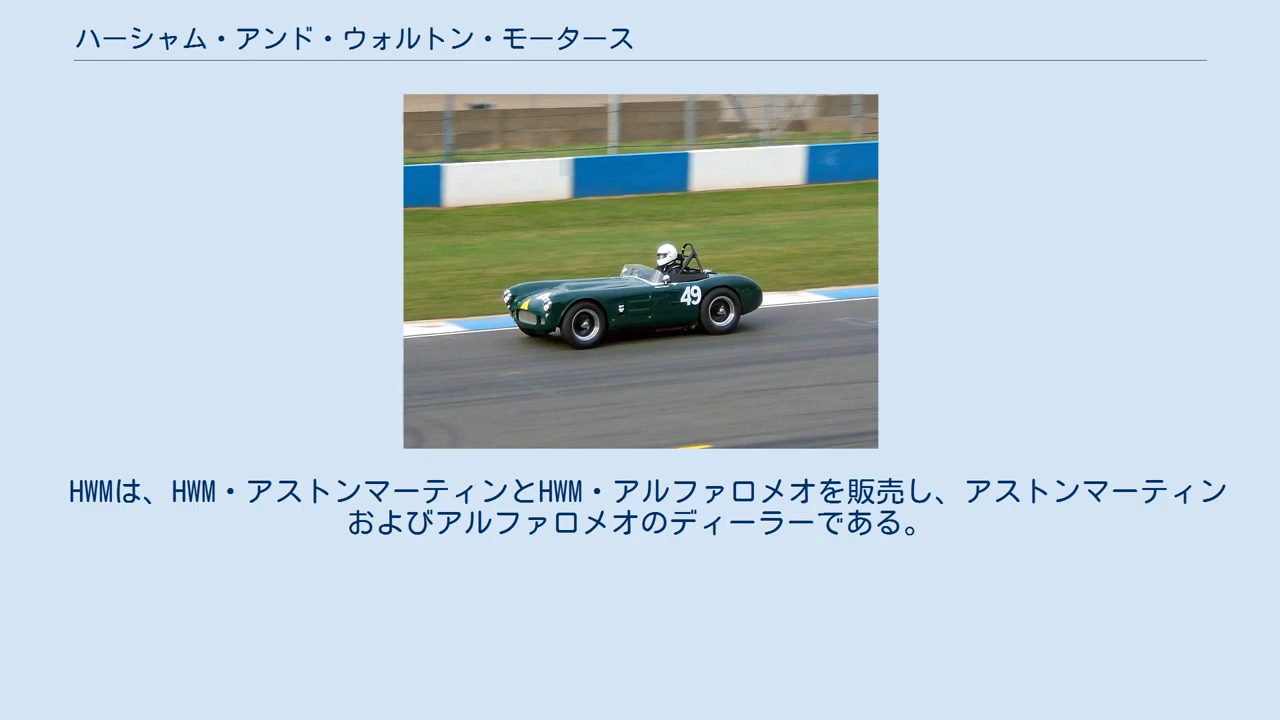 ハーシャム・アンド・ウォルトン・モータース
49
HWMは、HWM・アストンマーティンとHWM・アルファロメオを販売し、アストンマーティン
およびアルファロメオのディーラーである。